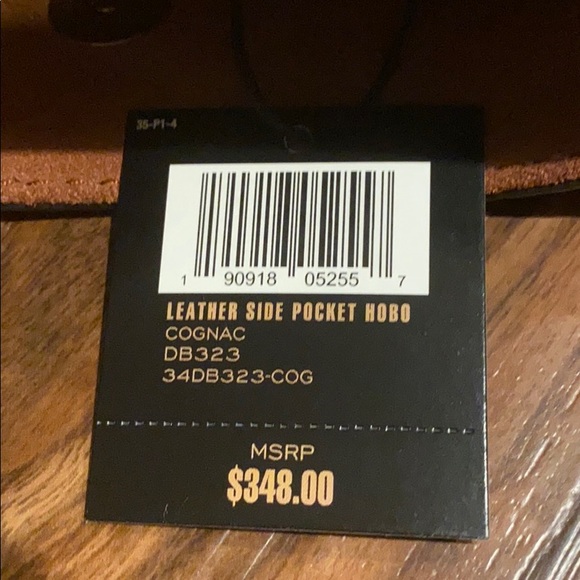 35-P1-4
1 90918 05255 7
LEATHER SIDE POCKET HOBO
COGNAC
DB323
34DB323-COG
MSRP
$348.00